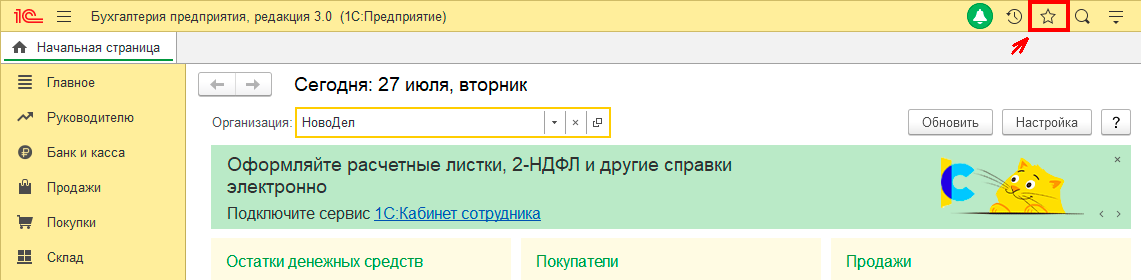 1С Бухгалтерия предприятия, редакция 3.0 (1С:Предприятие)
Начальная страница
Главное
Руководителю
Банк и касса
Продажи
Покупки
Склад
Сегодня: 27 июля, вторник
Организация: НовоДел
Обновить
Настройка
?
Оформляйте расчетные листки, 2-НДФЛ и другие справки
электронно
Подключите сервис 1С:Кабинет сотрудника
Остатки денежных средств
Покупатели
Продажи